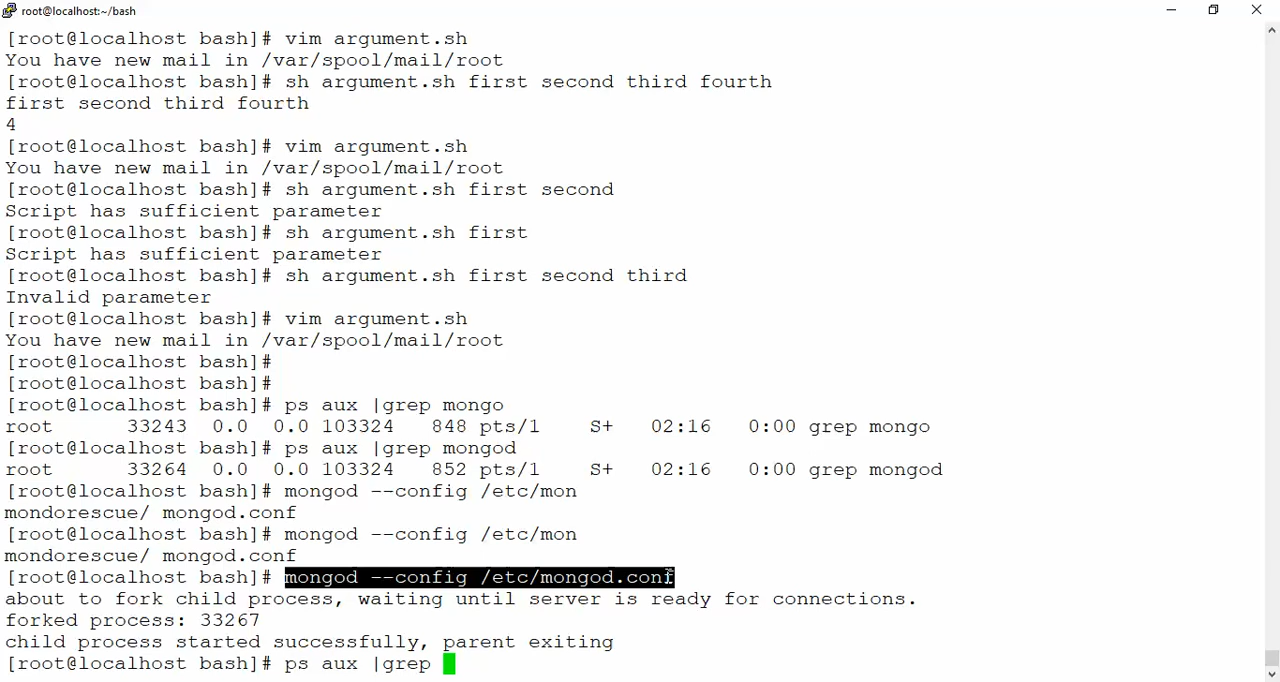 root@localhost:~/bash
[root@localhost bash]# vim argument.sh
You have new mail in /var/spool/mail/root
[root@localhost bash]# sh argument.sh first second third fourth
first second third fourth
4
[root@localhost bash]# vim argument.sh
You have new mail in /var/spool/mail/root
[root@localhost bash]# sh argument.sh first second
Script has sufficient parameter
[root@localhost bash]# sh argument.sh first
Script has sufficient parameter
[root@localhost bash]# sh argument.sh first second third
Invalid parameter
[root@localhost bash]# vim argument.sh
You have new mail in /var/spool/mail/root
[root@localhost bash]#
[root@localhost bash]#
[root@localhost bash]# ps aux |grep mongo
root      33243  0.0  0.0 103324   848 pts/1    S+   02:16   0:00 grep mongo
[root@localhost bash]# ps aux |grep mongod
root      33264  0.0  0.0 103324   852 pts/1    S+   02:16   0:00 grep mongod
[root@localhost bash]# mongod --config /etc/mon
mondorescue/ mongod.conf
[root@localhost bash]# mongod --config /etc/mon
mondorescue/ mongod.conf
[root@localhost bash]# mongod --config /etc/mongod.conf
about to fork child process, waiting until server is ready for connections.
forked process: 33267
child process started successfully, parent exiting
[root@localhost bash]# ps aux |grep